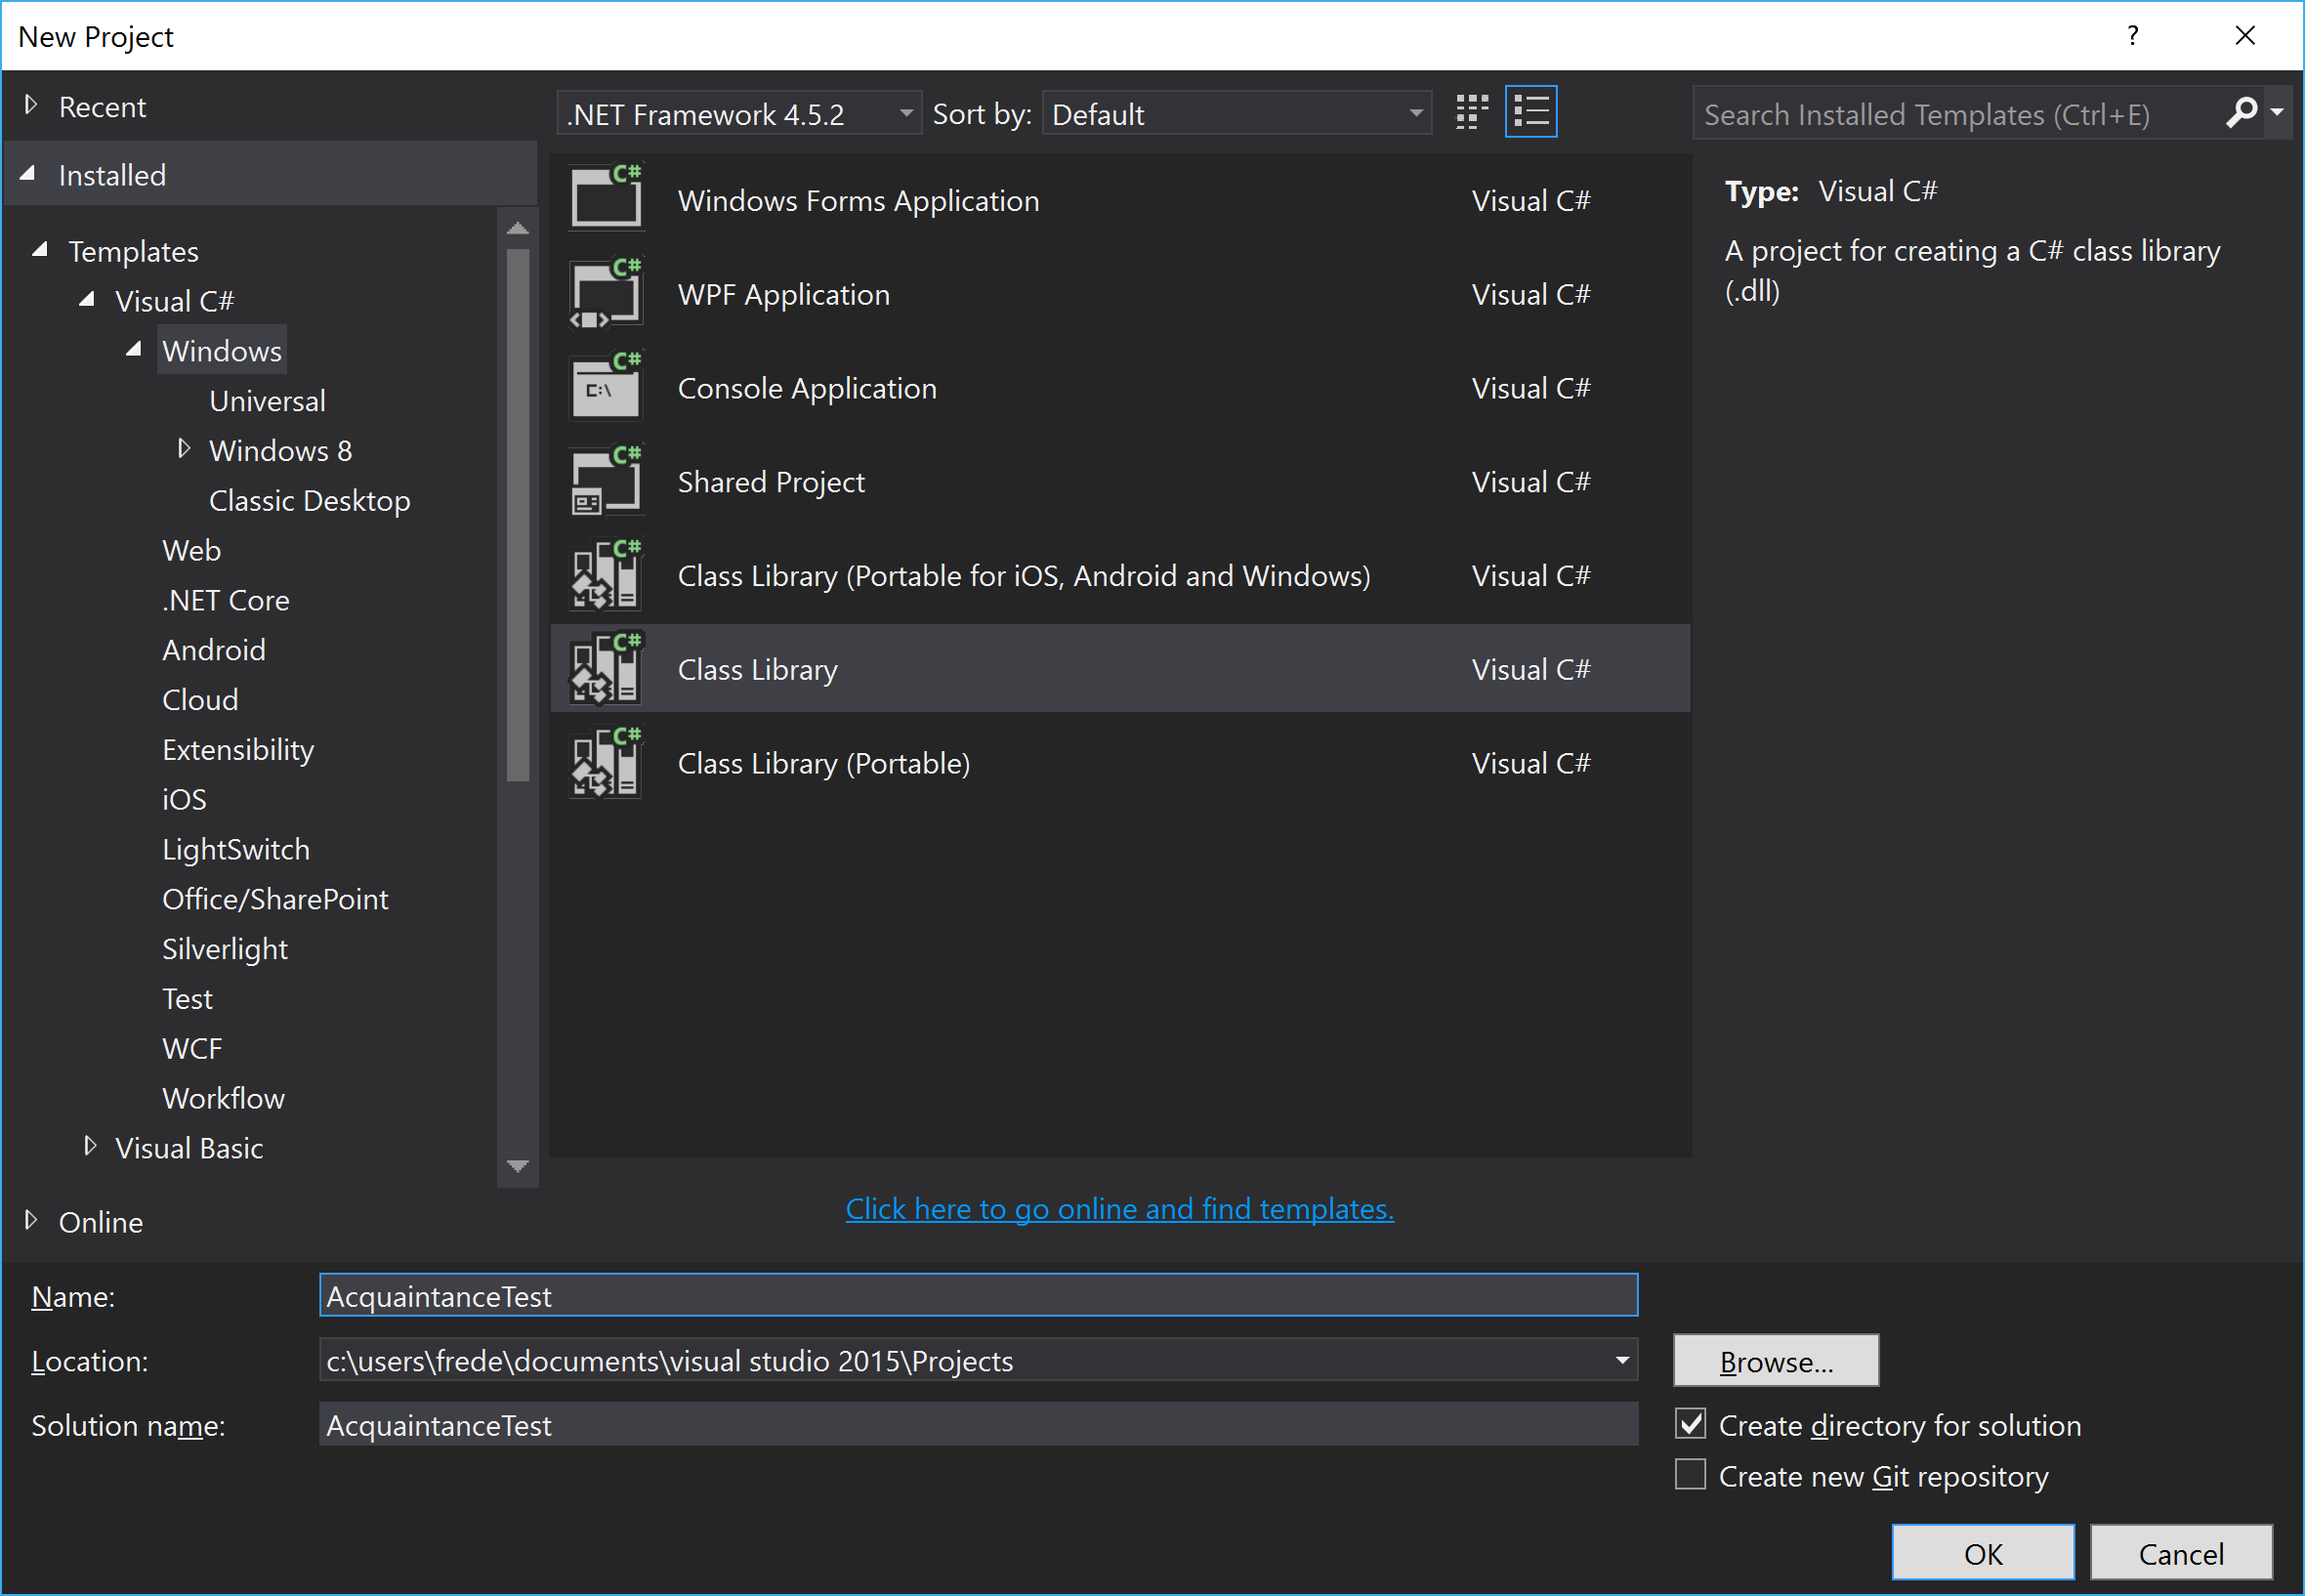 New Project
?
Recent
Installed
Templates
Visual C#
Windows
Universal
Windows 8
Classic Desktop
Web
.NET Core
Android
Cloud
Extensibility
iOS
LightSwitch
Office/SharePoint
Silverlight
Test
WCF
Workflow
Visual Basic
Online
.NET Framework 4.5.2 Sort by: Default
C# Windows Forms Application Visual C#
C# WPF Application Visual C#
C# C:\ Console Application Visual C#
C# Shared Project Visual C#
C# Class Library (Portable for iOS, Android and Windows) Visual C#
C# Class Library Visual C#
C# Class Library (Portable) Visual C#
Click here to go online and find templates.
Search Installed Templates (Ctrl+E)
Type: Visual C#
A project for creating a C# class library
(.dll)
Name: AcquaintanceTest
Location: c:\users\frede\documents\visual studio 2015\Projects Browse...
Solution name: AcquaintanceTest
Create directory for solution
Create new Git repository
OK Cancel